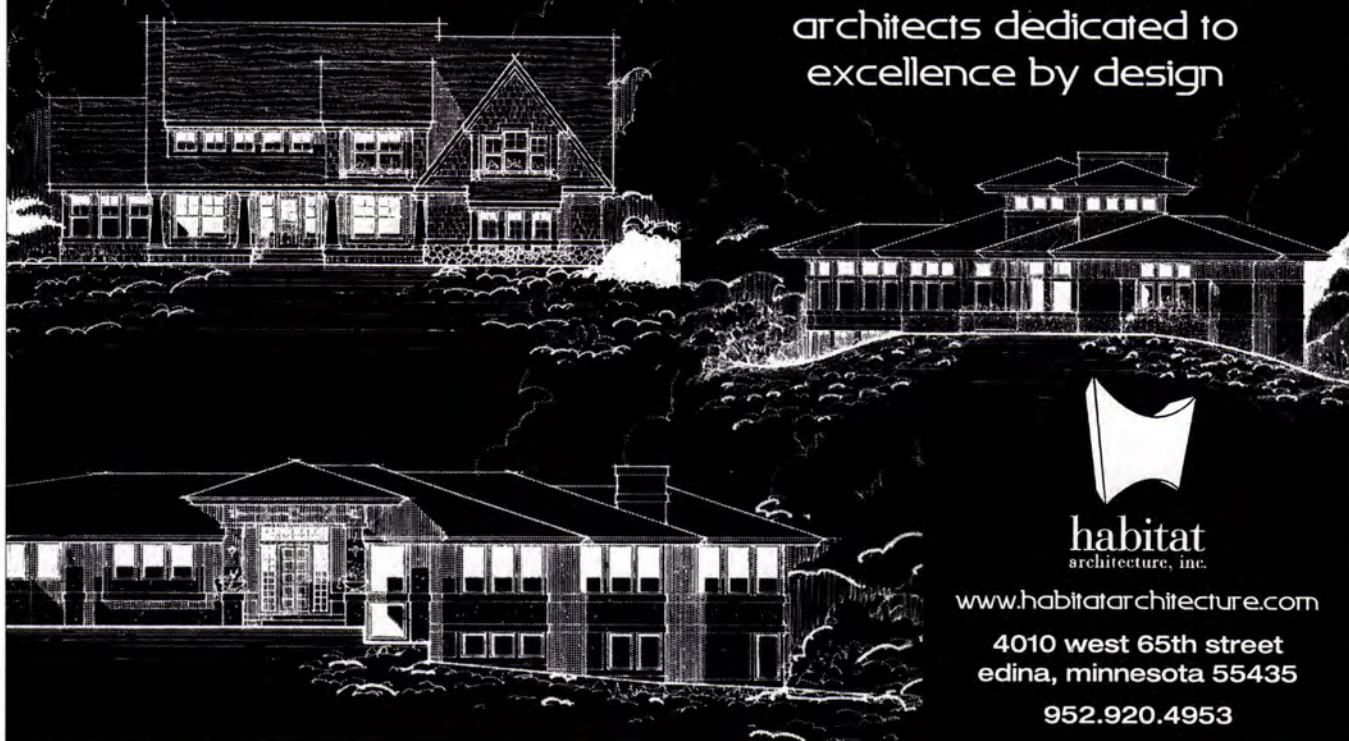 architects dedicated to
excellence by design
habitat
architecture, inc.
www.habitatarchitecture.com
4010 west 65th street
edina, minnesota 55435
952.920.4953